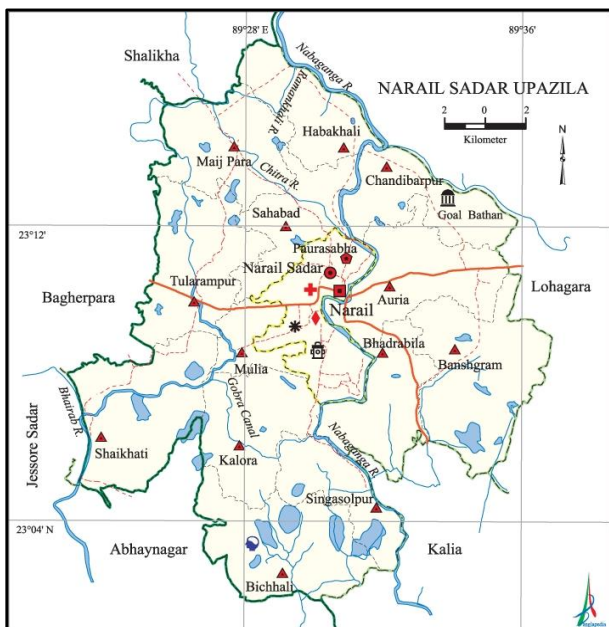 89°28' E
89°36'
Shalikha
Nabaganga R.
NARAIL SADAR UPAZILA
2 0 2
Kilometer
N
Ramankhali R.
Habakhali
Maij Para
Chandibarpur
Chitra R.
Goal Bathan
Sahabad
23°12'
Paurasabha
Narail Sadar
Tularampur
Auria
Lohagara
Bagherpara
Narail
Bhadrabila
Banshgram
Mulia
Bhairab R.
Gobra Canal
Shaikhati
Kalora
Nabaganga R.
Jessore Sadar
Singasolpur
23°04' N
Abhaynagar
Kalia
Bichhali